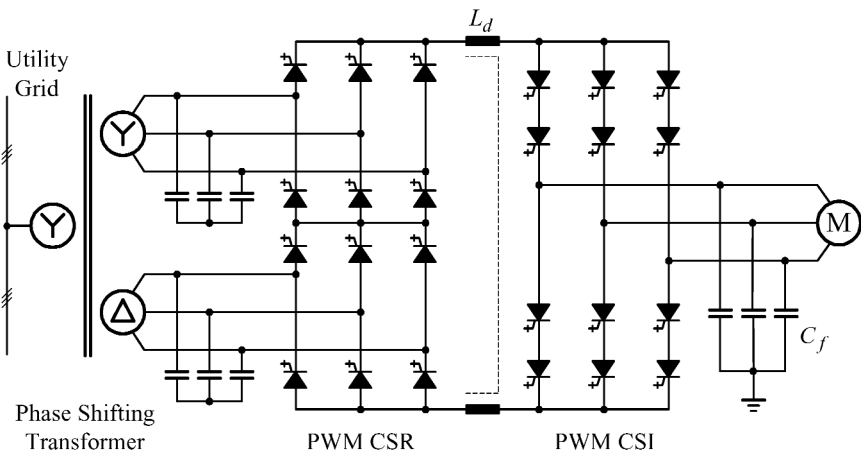 L_d
Utility
Grid
Y
Y
Δ
M
C_f
Phase Shifting
Transformer
PWM CSR
PWM CSI